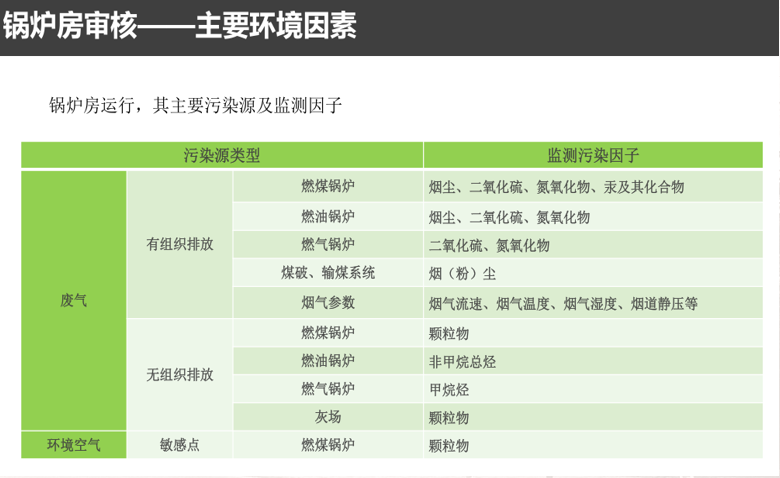 锅炉房审核——主要环境因素
锅炉房运行，其主要污染源及监测因子
污染源类型 监测污染因子
废气 有组织排放 燃煤锅炉 烟尘、二氧化硫、氮氧化物、汞及其化合物
燃油锅炉 烟尘、二氧化硫、氮氧化物
燃气锅炉 二氧化硫、氮氧化物
煤破、输煤系统 烟（粉）尘
烟气参数 烟气流速、烟气温度、烟气湿度、烟道静压等
无组织排放 燃煤锅炉 颗粒物
燃油锅炉 非甲烷总烃
燃气锅炉 甲烷烃
灰场 颗粒物
环境空气 敏感点 燃煤锅炉 颗粒物